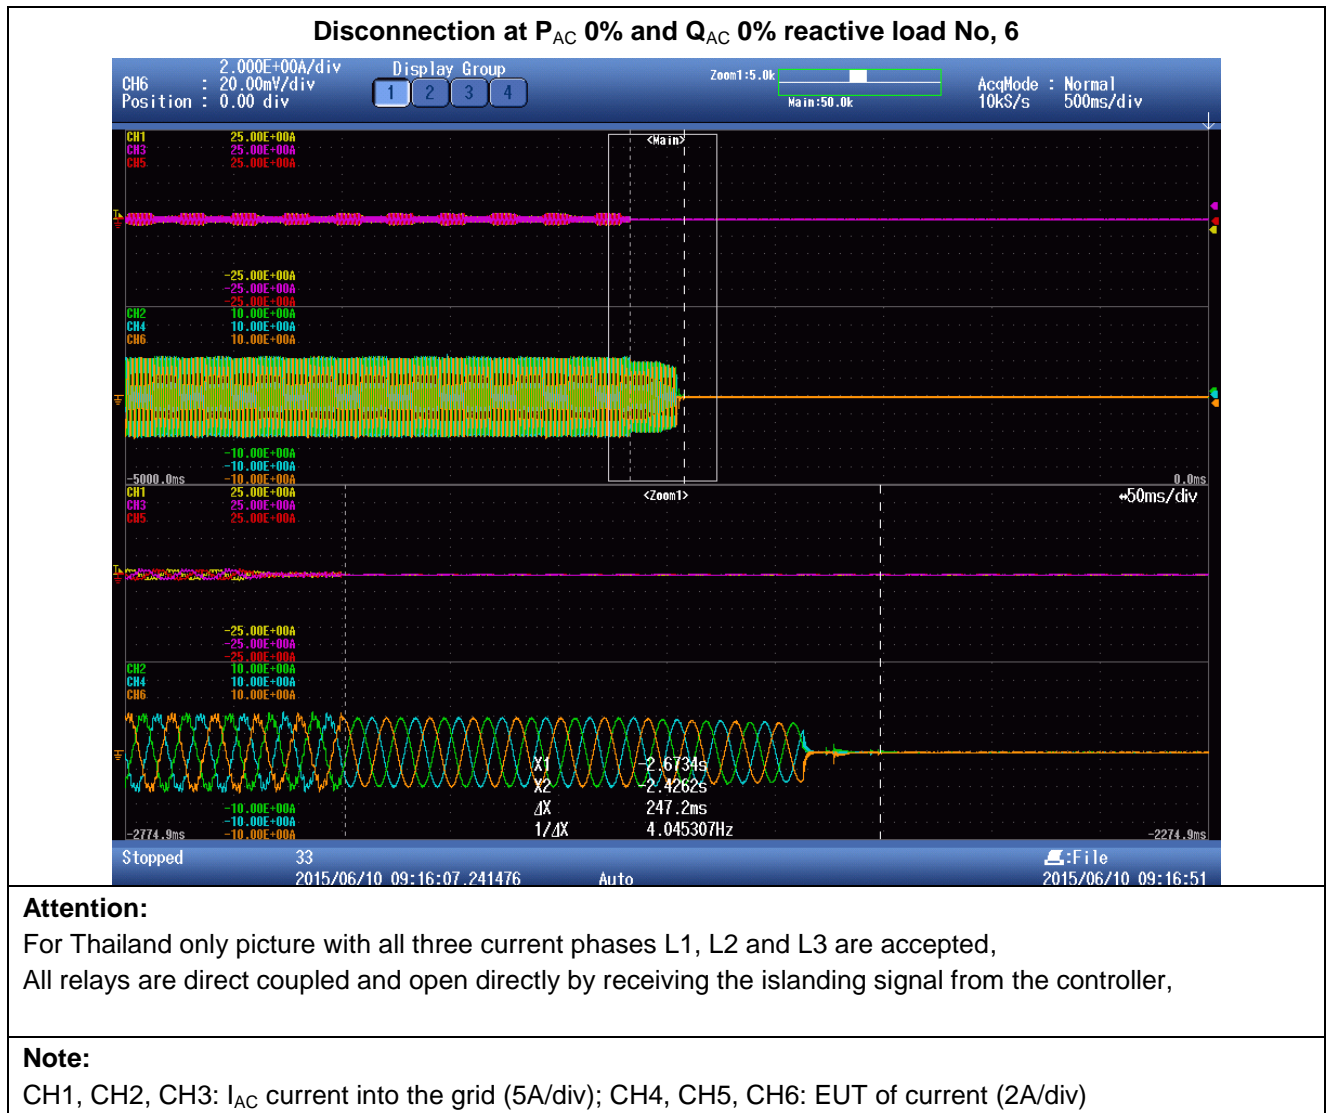 Disconnection at PAC 0% and QAC 0% reactive load No, 6
2.000E+00A/div
CH6 : 20.00mV/div
Position : 0.00 div
Display Group
1 2 3 4
Zoom1:5.0k
Main:50.0k
AcqMode : Normal
10kS/s 500ms/div
<Main>
CH1 25.00E+00A
CH3 25.00E+00A
CH5 25.00E+00A
-25.00E+00A
-25.00E+00A
-25.00E+00A
CH2 10.00E+00A
CH4 10.00E+00A
CH6 10.00E+00A
-10.00E+00A
-10.00E+00A
-5000.0ms -10.00E+00A 0.0ms
<Zoom1>
↔50ms/div
CH1 25.00E+00A
CH3 25.00E+00A
CH5 25.00E+00A
-25.00E+00A
-25.00E+00A
-25.00E+00A
CH2 10.00E+00A
CH4 10.00E+00A
CH6 10.00E+00A
X1 -2.6734s
X2 -2.4262s
ΔX 247.2ms
1/ΔX 4.045307Hz
-10.00E+00A
-10.00E+00A
-2774.9ms -10.00E+00A -2274.9ms
Stopped 33 :File
2015/06/10 09:16:07.241476 Auto 2015/06/10 09:16:51
Attention:
For Thailand only picture with all three current phases L1, L2 and L3 are accepted,
All relays are direct coupled and open directly by receiving the islanding signal from the controller,
Note:
CH1, CH2, CH3: IAC current into the grid (5A/div); CH4, CH5, CH6: EUT of current (2A/div)